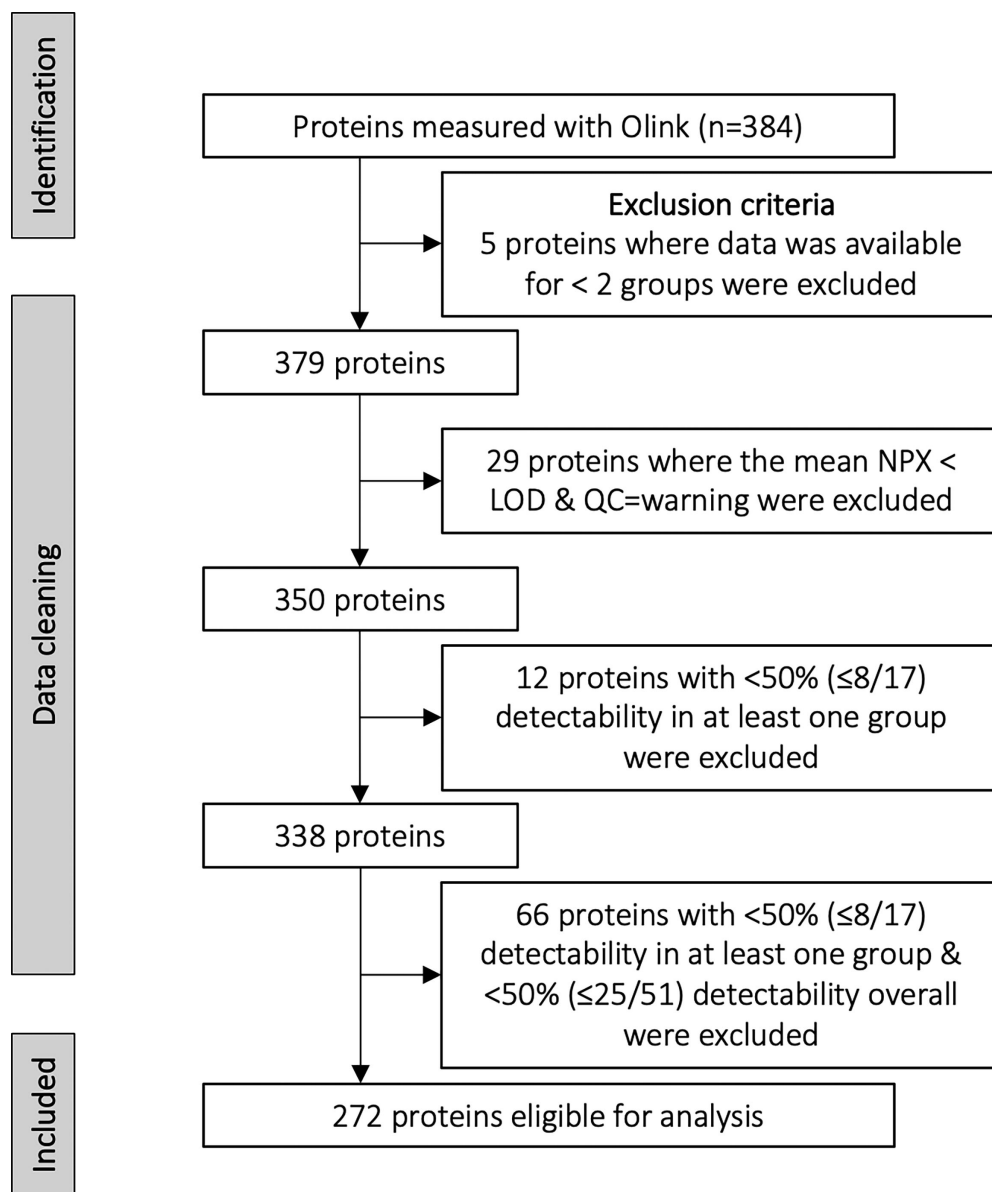 Identification
Proteins measured with Olink (n=384)
Exclusion criteria
5 proteins where data was available
for < 2 groups were excluded
Data cleaning
379 proteins
29 proteins where the mean NPX <
LOD & QC=warning were excluded
350 proteins
12 proteins with <50% (≤8/17)
detectability in at least one group
were excluded
338 proteins
66 proteins with <50% (≤8/17)
detectability in at least one group &
<50% (≤25/51) detectability overall
were excluded
Included
272 proteins eligible for analysis